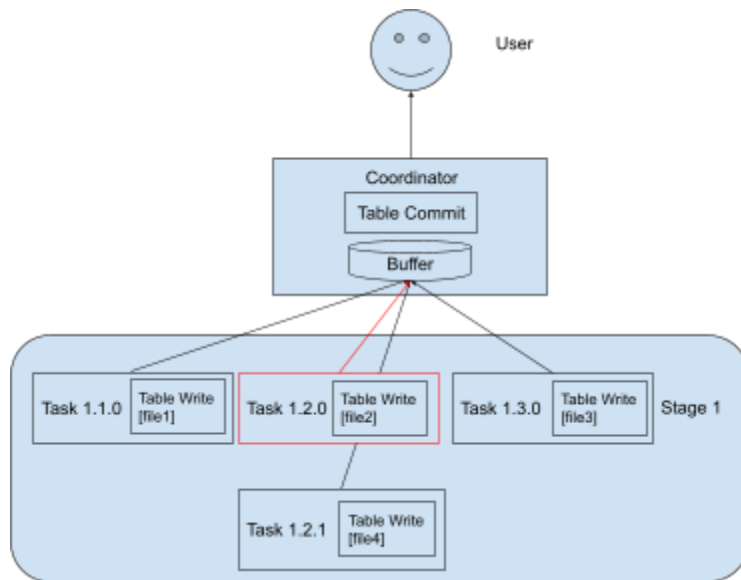 User
Coordinator
Table Commit
Buffer
Task 1.1.0
Table Write
[file1]
Task 1.2.0
Table Write
[file2]
Task 1.3.0
Table Write
[file3]
Stage 1
Task 1.2.1
Table Write
[file4]